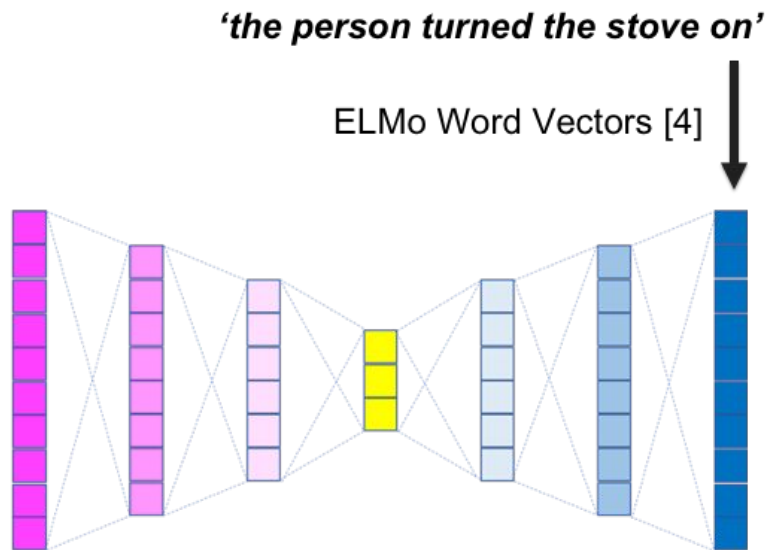 ‘the person turned the stove on’
ELMo Word Vectors [4]